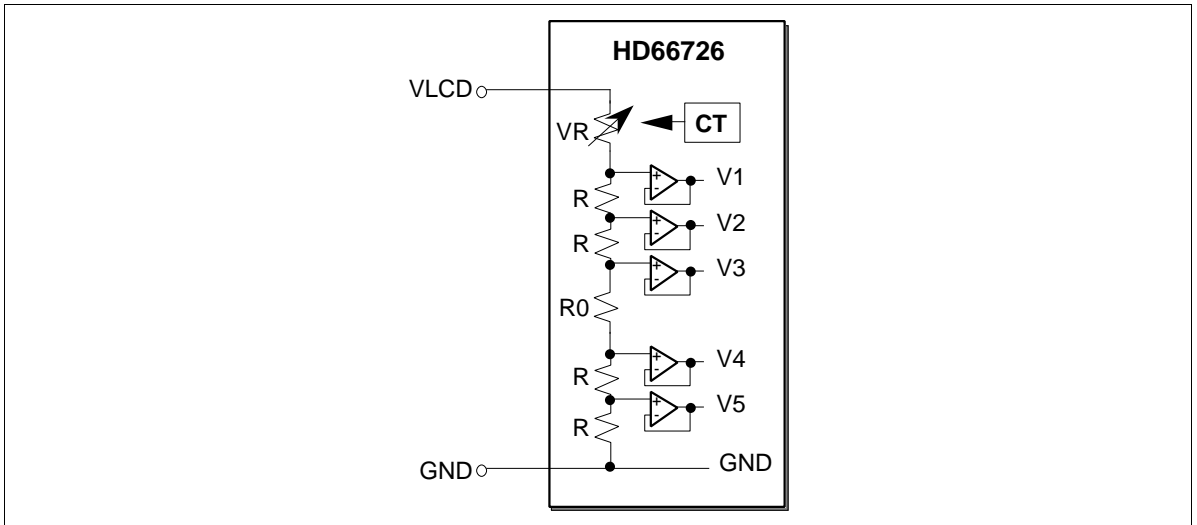 HD66726
VLCD
VR
CT
+
-
V1
R
+
-
V2
R
+
-
V3
R0
+
-
V4
R
+
-
V5
R
GND
GND